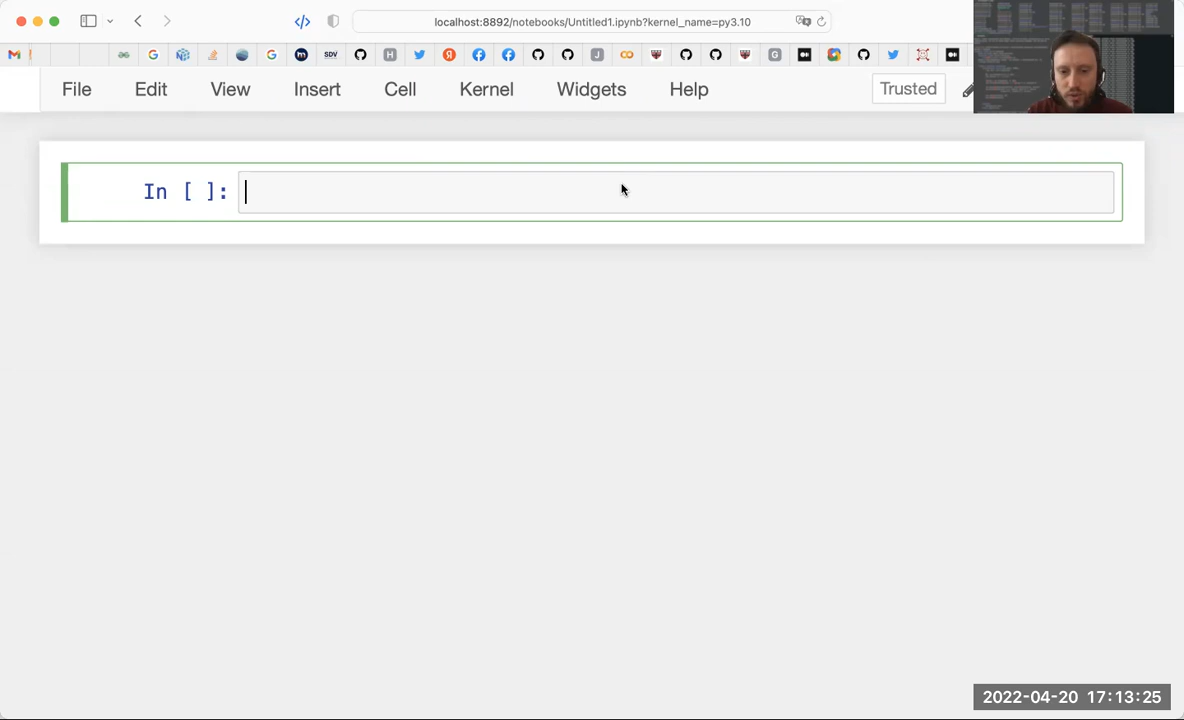 localhost:8892/notebooks/Untitled1.ipynb?kernel_name=py3.10
SDV
File Edit View Insert Cell Kernel Widgets Help Trusted
In [ ]:
2022-04-20 17:13:25